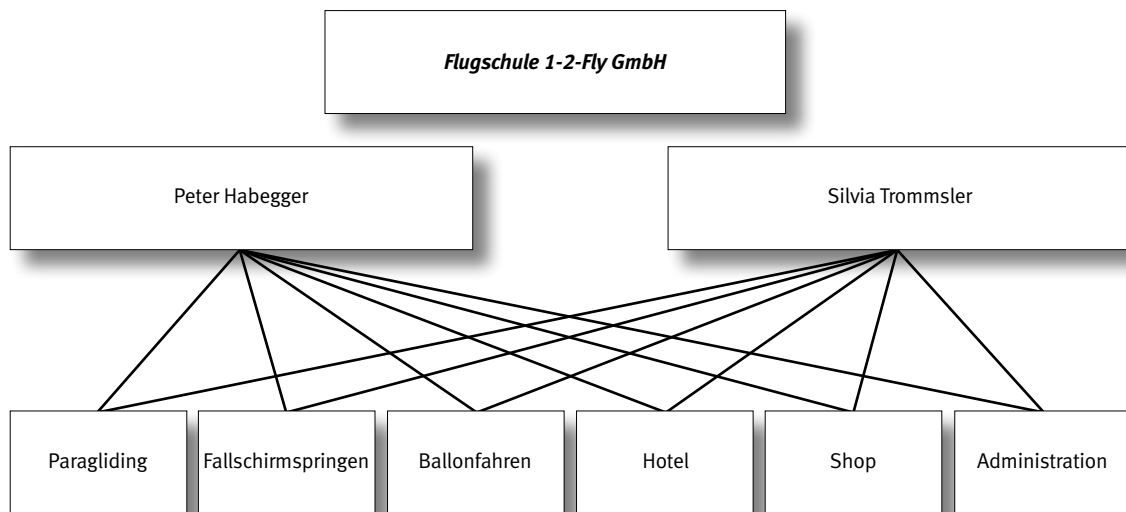 Flugschule 1-2-Fly GmbH
Peter Habegger
Silvia Trommsler
Paragliding
Fallschirmspringen
Ballonfahren
Hotel
Shop
Administration